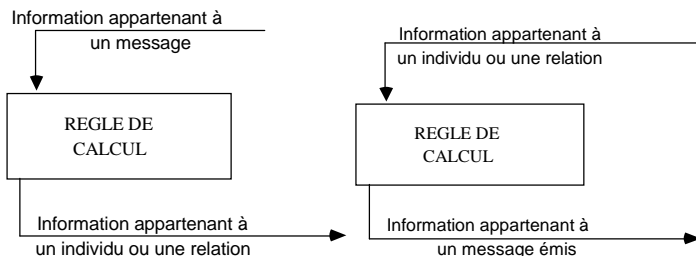 Information appartenant à
un message
REGLE DE
CALCUL
Information appartenant à
un individu ou une relation
Information appartenant à
un individu ou une relation
REGLE DE
CALCUL
Information appartenant à
un message émis